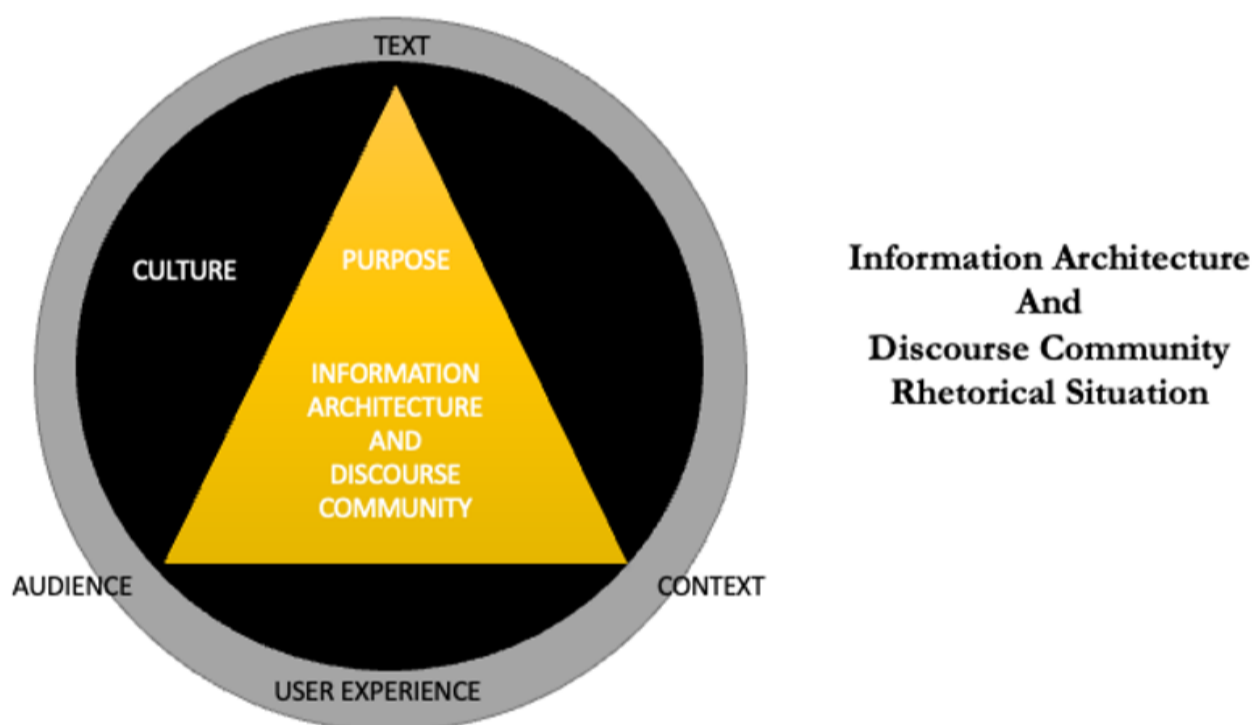 TEXT
CULTURE
PURPOSE
INFORMATION
ARCHITECTURE
AND
DISCOURSE
COMMUNITY
AUDIENCE
CONTEXT
USER EXPERIENCE
Information Architecture
And
Discourse Community
Rhetorical Situation